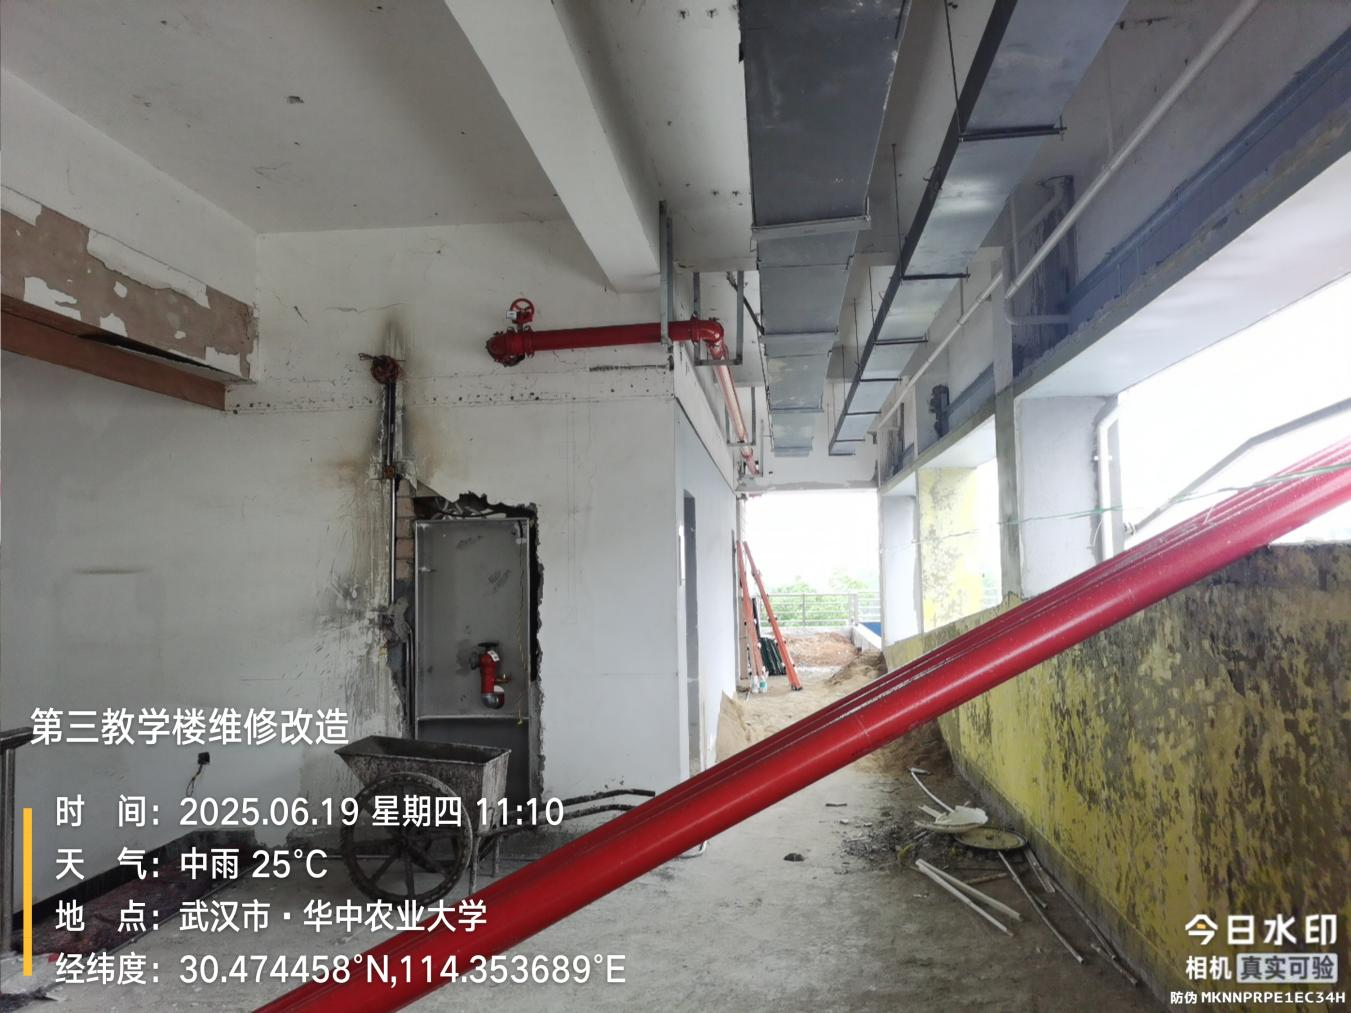 第三教学楼维修改造
时 间：2025.06.19 星期四 11:10
天 气：中雨 25°C
地 点：武汉市·华中农业大学
经纬度：30.474458°N,114.353689°E
今日水印
相机 真实可验
防伪 MKNNPRPE1EC34H